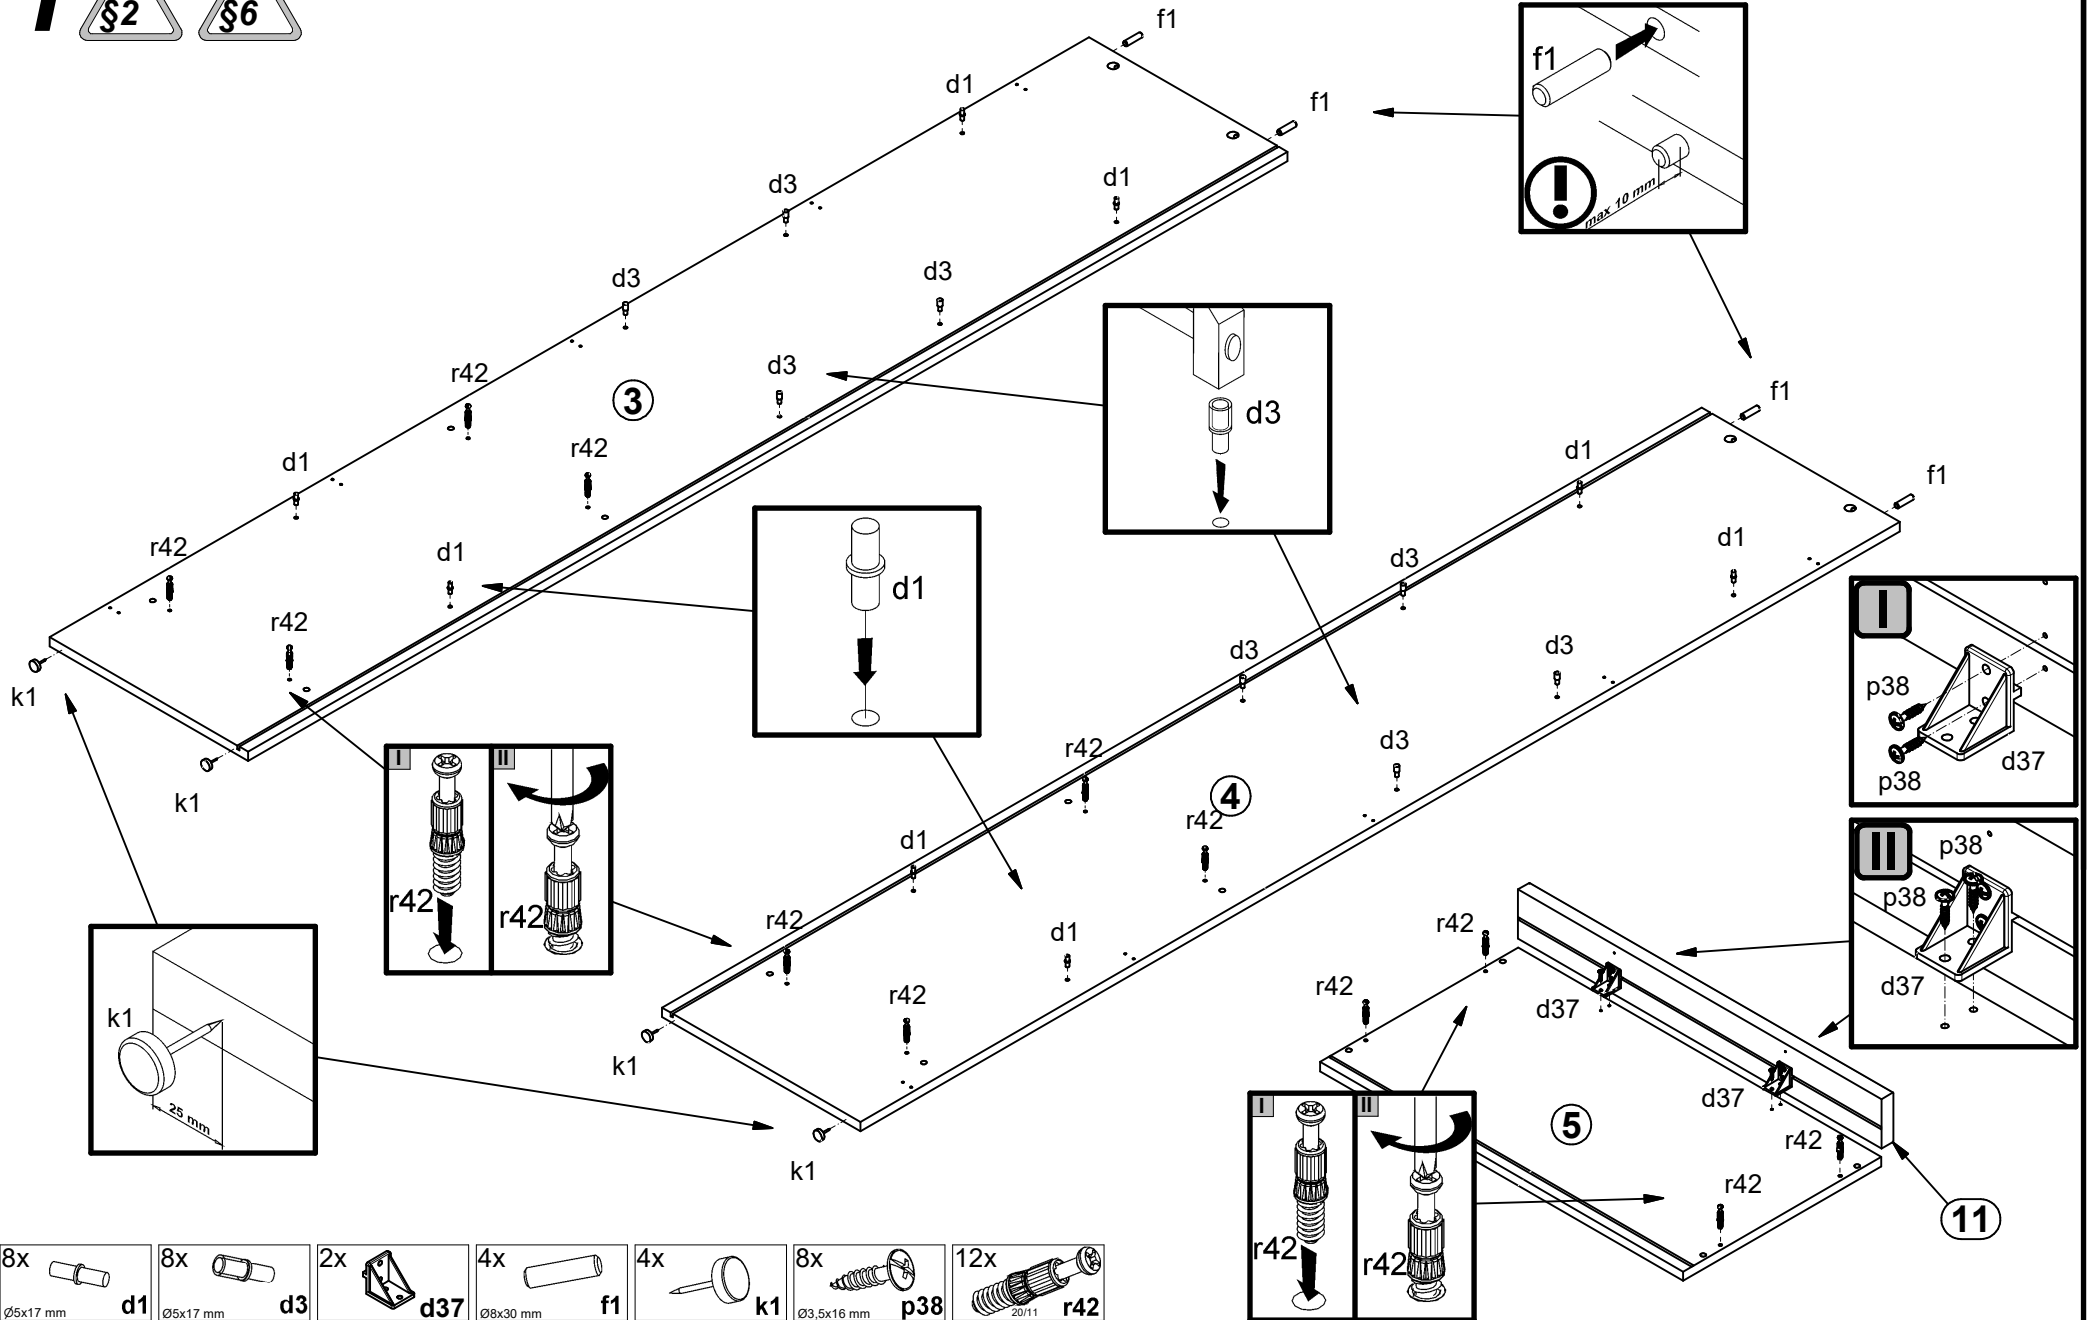 1
§2
§6
f1
d1
f1
d3
d1
d3
d3
r42
3
d3
r42
d1
r42
d1
r42
k1
k1
f1
max 10 mm
d3
d1
I
II
r42
r42
k1
25 mm
f1
d1
f1
d3
d1
d3
d3
r42
d3
4
r42
d1
r42
d1
r42
k1
k1
I
p38
p38
d37
II
p38
p38
d37
r42
r42
d37
d37
5
r42
r42
11
I
II
r42
r42
8x
Ø5x17 mm
d1
8x
Ø5x17 mm
d3
2x
d37
4x
Ø8x30 mm
f1
4x
k1
8x
Ø3,5x16 mm
p38
12x
20/11
r42